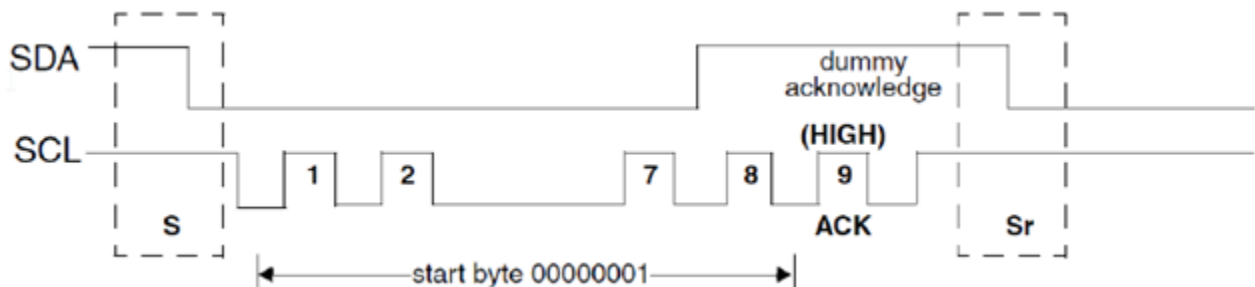 SDA
dummy
acknowledge
(HIGH)
SCL
1 2 7 8 9
S ACK Sr
start byte 00000001